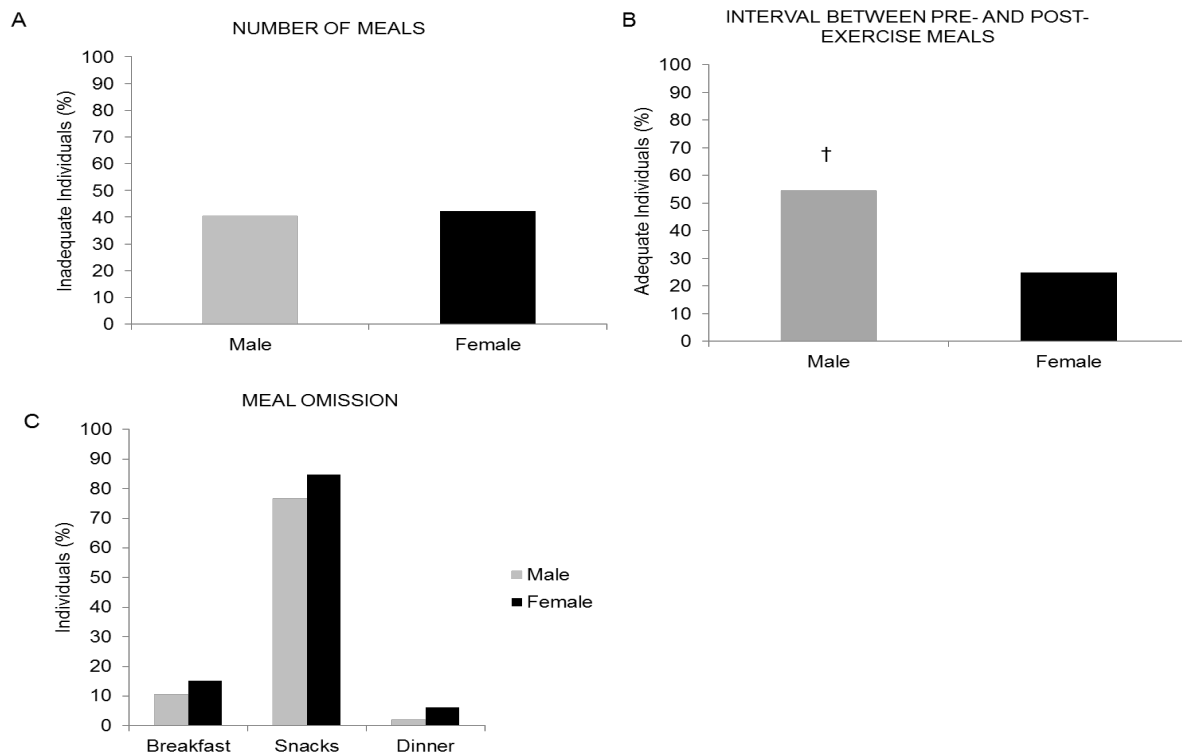 A
NUMBER OF MEALS
Inadequate Individuals (%)
100
90
80
70
60
50
40
30
20
10
0
Male
Female
B
INTERVAL BETWEEN PRE- AND POST-
EXERCISE MEALS
Adequate Individuals (%)
100
90
80
70
60
50
40
30
20
10
0
†
Male
Female
C
MEAL OMISSION
Individuals (%)
100
90
80
70
60
50
40
30
20
10
0
Breakfast
Snacks
Dinner
Male
Female